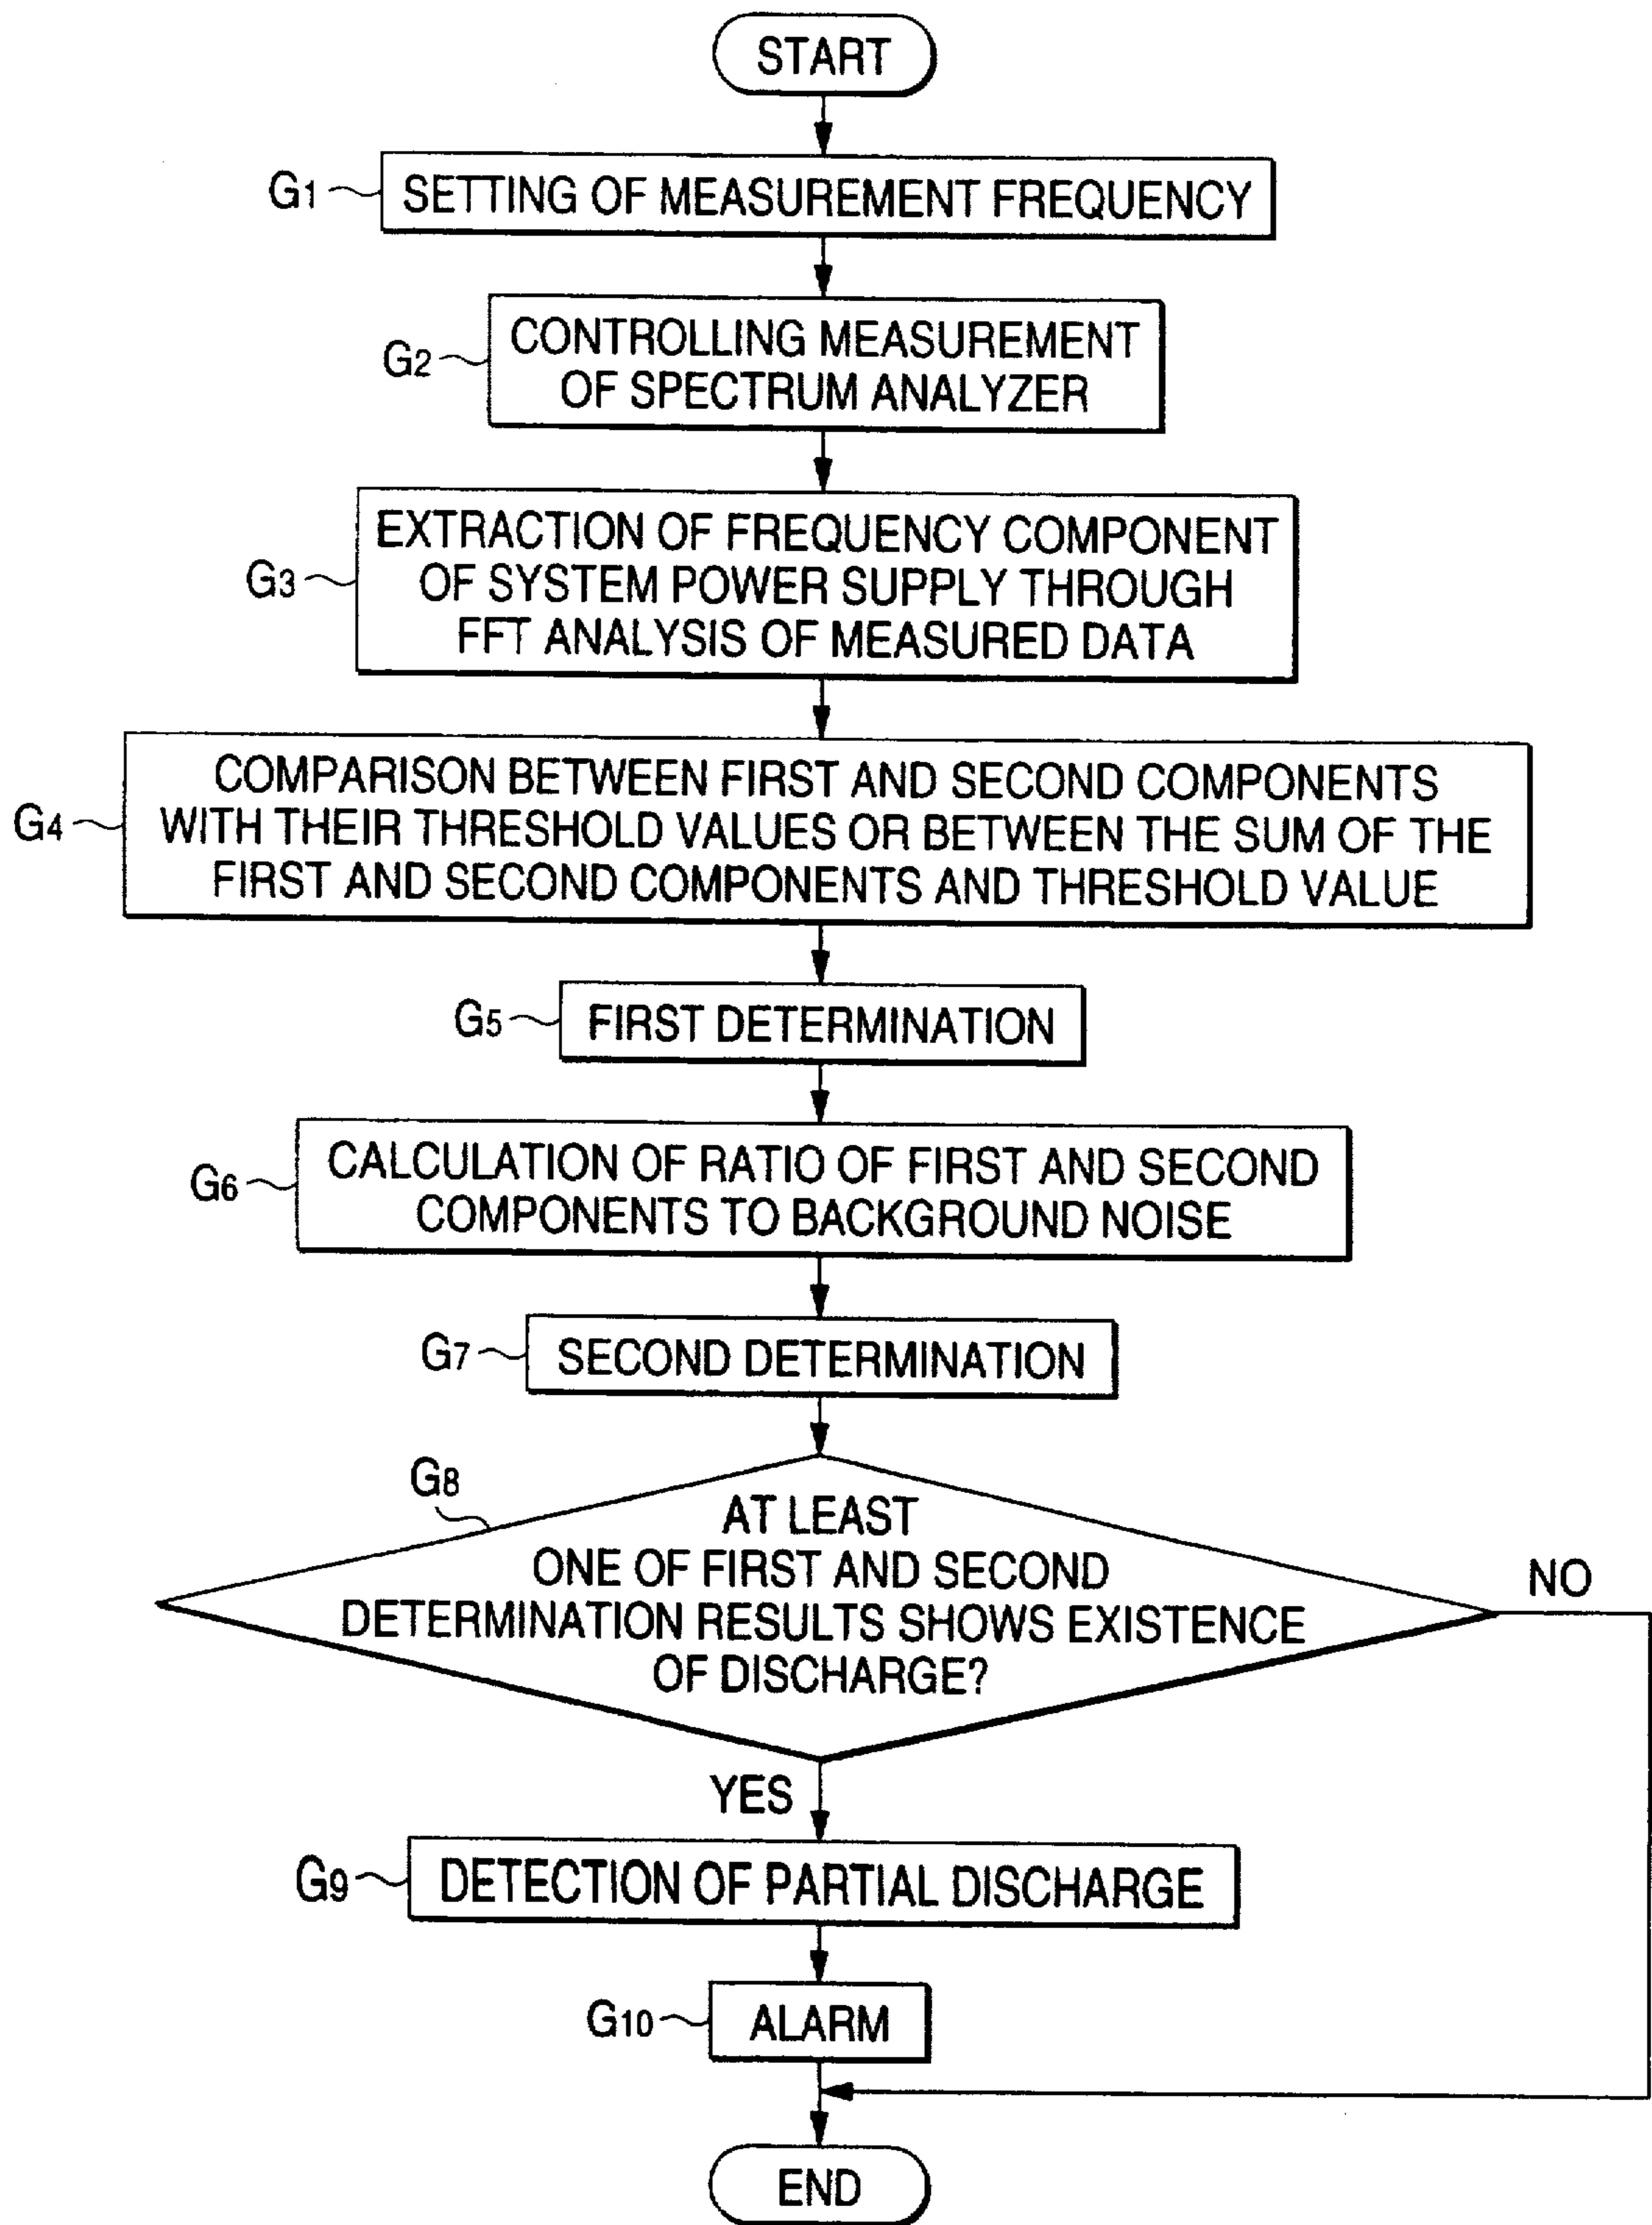 START
G1
SETTING OF MEASUREMENT FREQUENCY
G2
CONTROLLING MEASUREMENT
OF SPECTRUM ANALYZER
G3
EXTRACTION OF FREQUENCY COMPONENT
OF SYSTEM POWER SUPPLY THROUGH
FFT ANALYSIS OF MEASURED DATA
G4
COMPARISON BETWEEN FIRST AND SECOND COMPONENTS
WITH THEIR THRESHOLD VALUES OR BETWEEN THE SUM OF THE
FIRST AND SECOND COMPONENTS AND THRESHOLD VALUE
G5
FIRST DETERMINATION
G6
CALCULATION OF RATIO OF FIRST AND SECOND
COMPONENTS TO BACKGROUND NOISE
G7
SECOND DETERMINATION
G8
AT LEAST
ONE OF FIRST AND SECOND
DETERMINATION RESULTS SHOWS EXISTENCE
OF DISCHARGE?
NO
YES
G9
DETECTION OF PARTIAL DISCHARGE
G10
ALARM
END